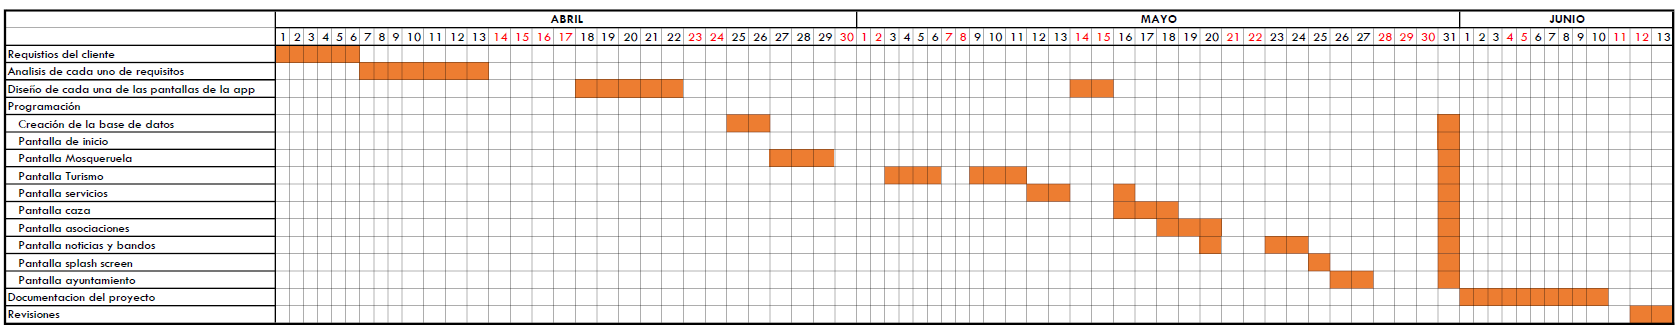 ABRIL MAYO JUNIO
1 2 3 4 5 6 7 8 9 10 11 12 13 14 15 16 17 18 19 20 21 22 23 24 25 26 27 28 29 30 1 2 3 4 5 6 7 8 9 10 11 12 13 14 15 16 17 18 19 20 21 22 23 24 25 26 27 28 29 30 31 1 2 3 4 5 6 7 8 9 10 11 12 13
Requistios del cliente
Analisis de cada uno de requisitos
Diseño de cada una de las pantallas de la app
Programación
Creación de la base de datos
Pantalla de inicio
Pantalla Mosqueruela
Pantalla Turismo
Pantalla servicios
Pantalla caza
Pantalla asociaciones
Pantalla noticias y bandos
Pantalla splash screen
Pantalla ayuntamiento
Documentacion del proyecto
Revisiones